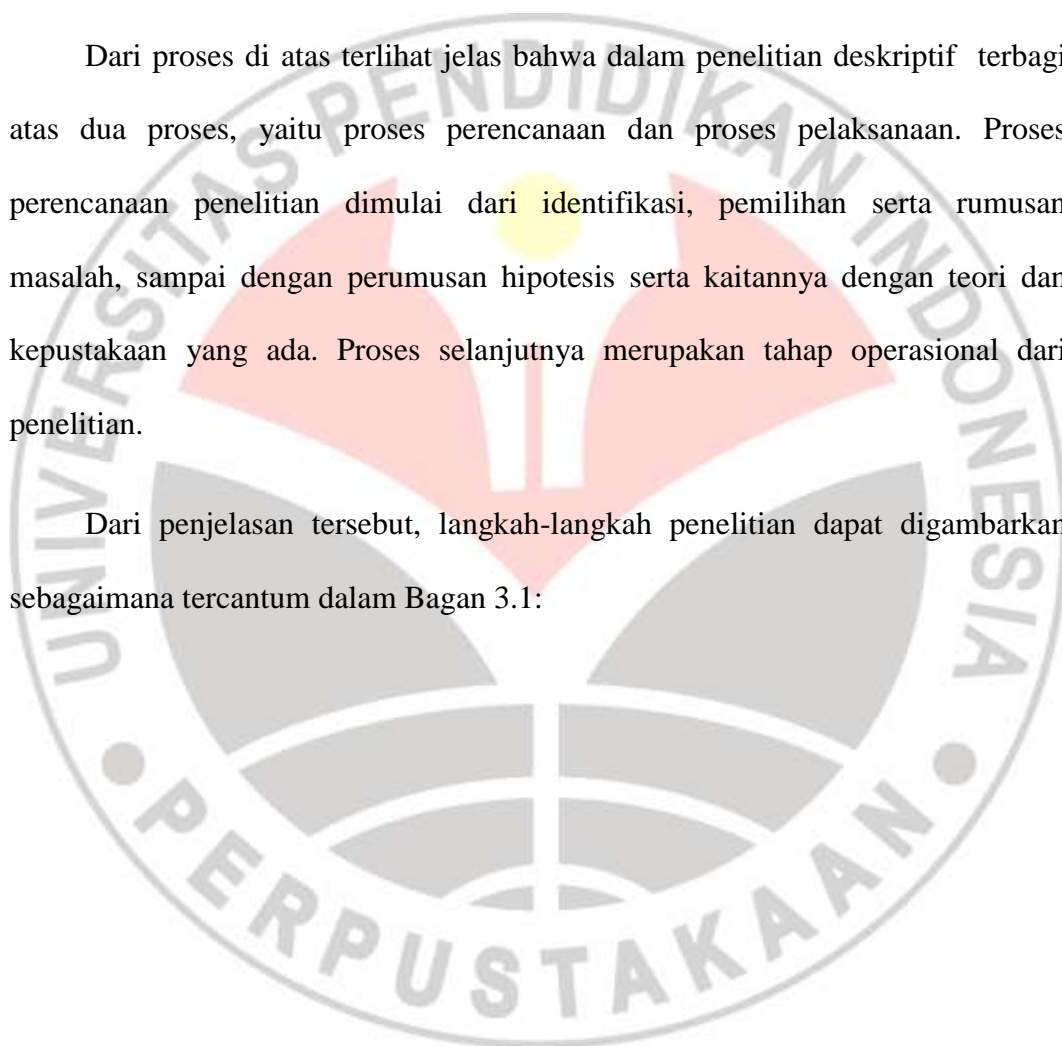 Dari proses di atas terlihat jelas bahwa dalam penelitian deskriptif terbagi
atas dua proses, yaitu proses perencanaan dan proses pelaksanaan. Proses
perencanaan penelitian dimulai dari identifikasi, pemilihan serta rumusan
masalah, sampai dengan perumusan hipotesis serta kaitannya dengan teori dan
kepustakaan yang ada. Proses selanjutnya merupakan tahap operasional dari
penelitian.
Dari penjelasan tersebut, langkah-langkah penelitian dapat digambarkan
sebagaimana tercantum dalam Bagan 3.1:
UNIVERSITAS PENDIDIKAN INDONESIA
PERPUSTAKAAN